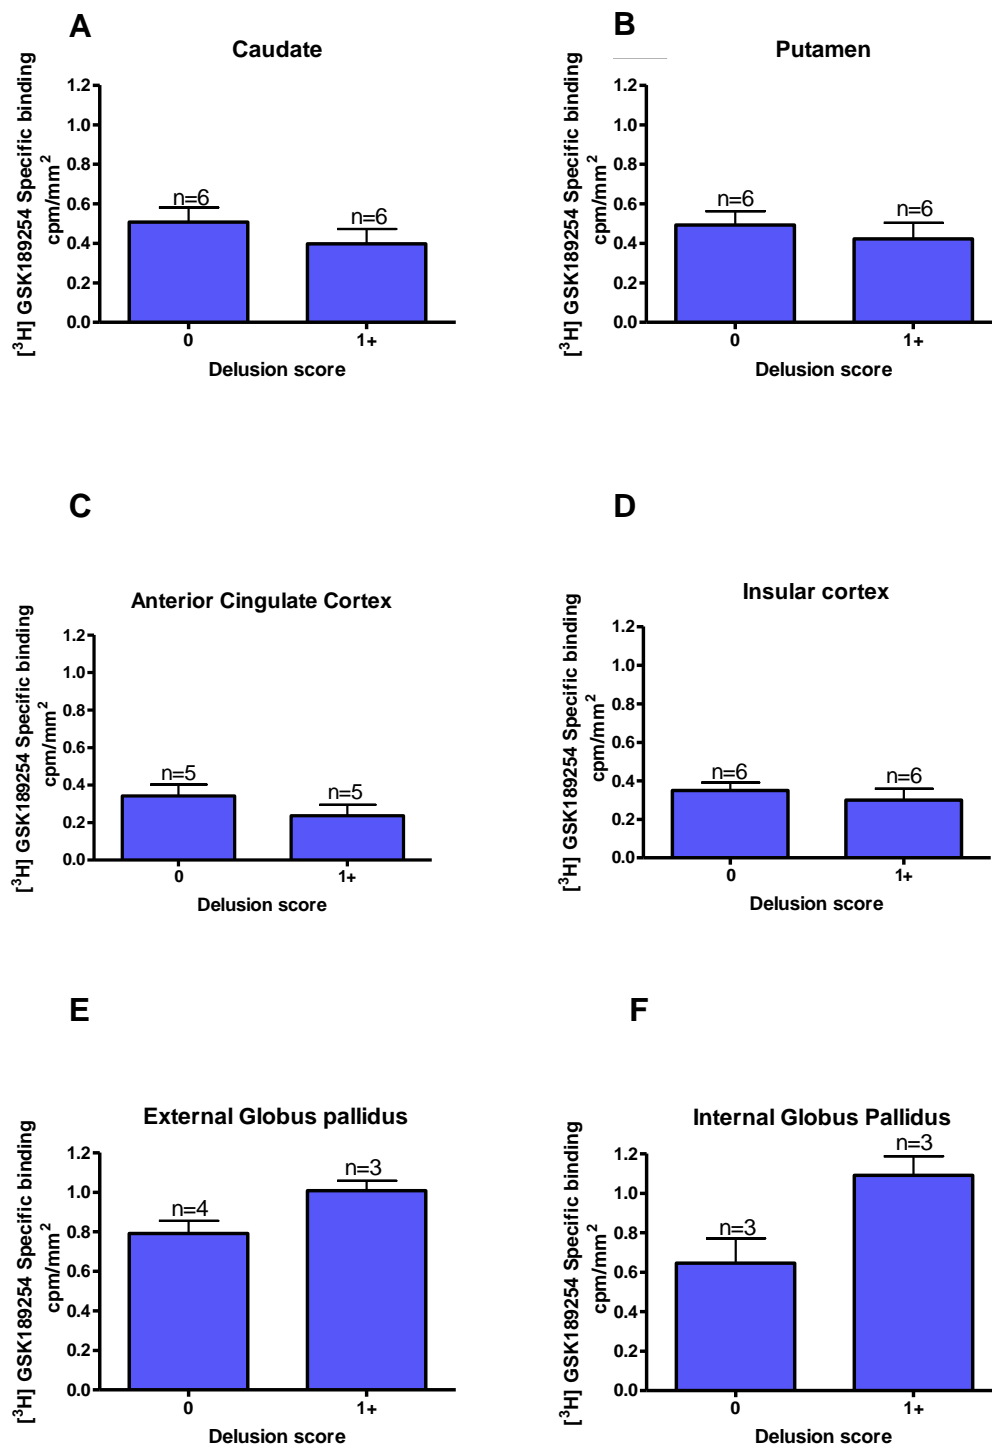 A
Caudate
[³H] GSK189254 Specific binding
cpm/mm²
1.2
1.0
0.8
0.6
0.4
0.2
0.0
n=6
n=6
0
1+
Delusion score
B
Putamen
[³H] GSK189254 Specific binding
cpm/mm²
1.2
1.0
0.8
0.6
0.4
0.2
0.0
n=6
n=6
0
1+
Delusion score
C
Anterior Cingulate Cortex
[³H] GSK189254 Specific binding
cpm/mm²
1.2
1.0
0.8
0.6
0.4
0.2
0.0
n=5
n=5
0
1+
Delusion score
D
Insular cortex
[³H] GSK189254 Specific binding
cpm/mm²
1.2
1.0
0.8
0.6
0.4
0.2
0.0
n=6
n=6
0
1+
Delusion score
E
External Globus pallidus
[³H] GSK189254 Specific binding
cpm/mm²
1.2
1.0
0.8
0.6
0.4
0.2
0.0
n=4
n=3
0
1+
Delusion score
F
Internal Globus Pallidus
[³H] GSK189254 Specific binding
cpm/mm²
1.2
1.0
0.8
0.6
0.4
0.2
0.0
n=3
n=3
0
1+
Delusion score